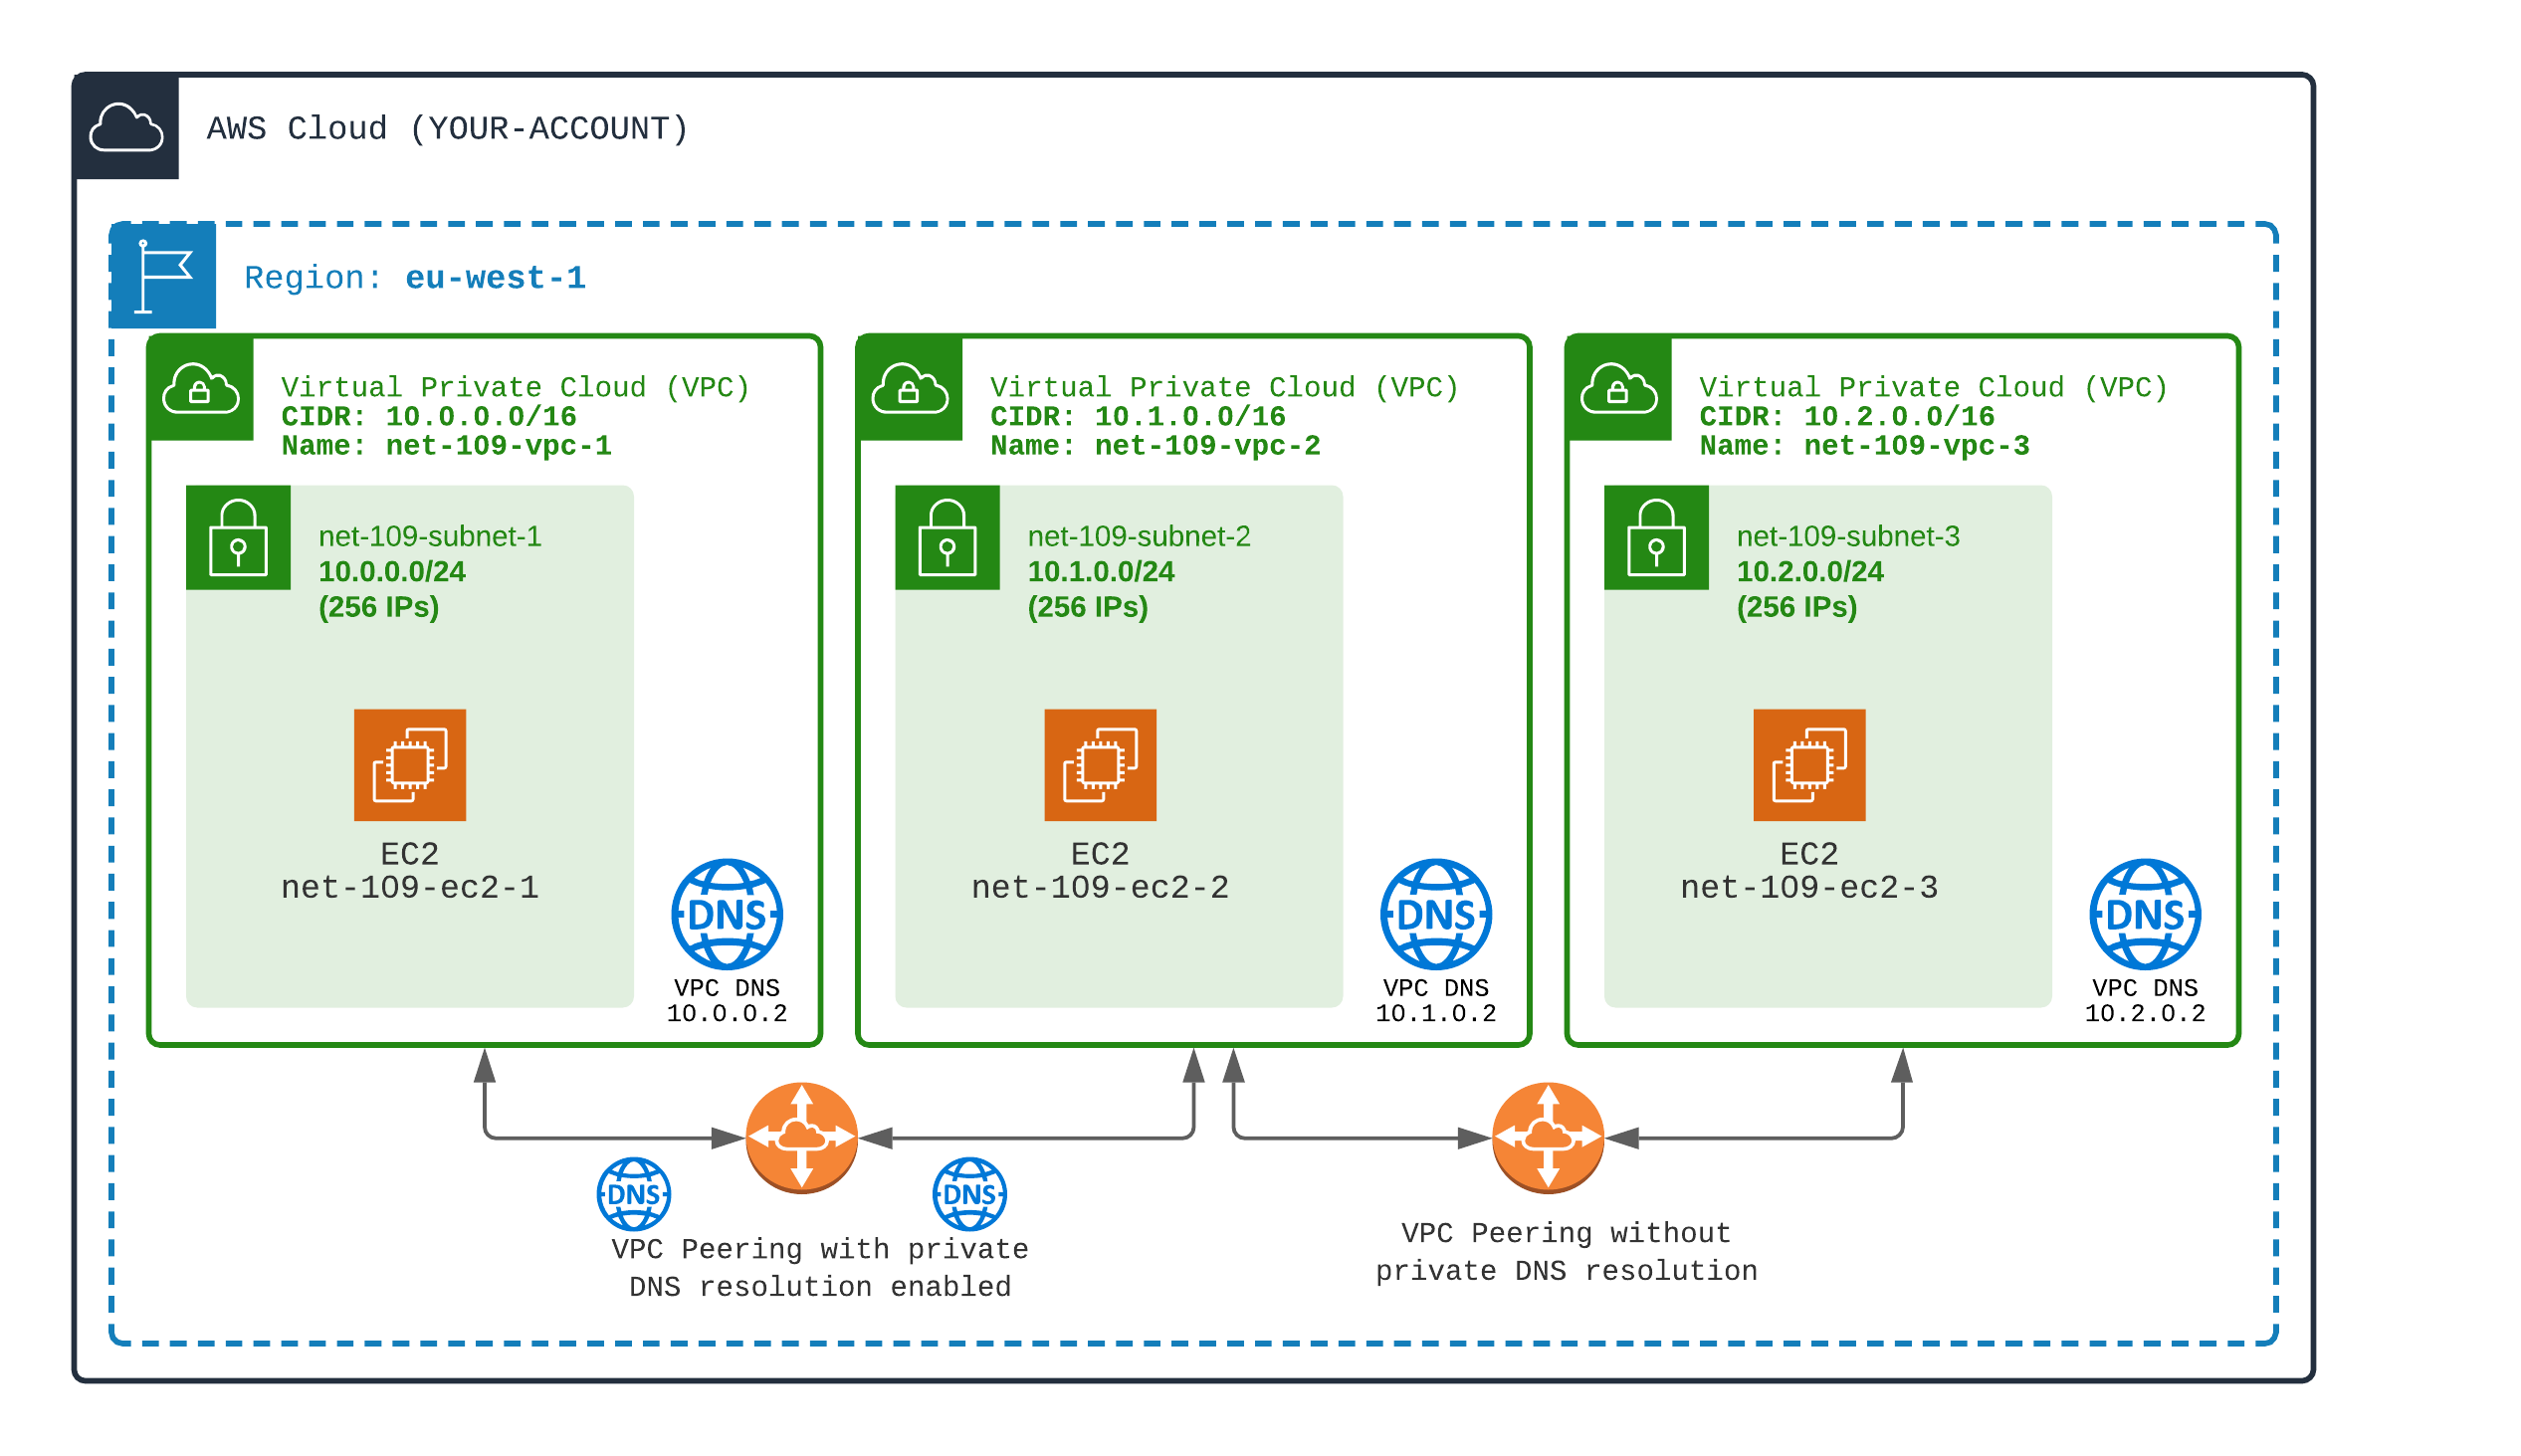 AWS Cloud (YOUR-ACCOUNT)
Region: eu-west-1
Virtual Private Cloud (VPC)
CIDR: 10.0.0.0/16
Name: net-109-vpc-1
net-109-subnet-1
10.0.0.0/24
(256 IPs)
EC2
net-109-ec2-1
DNS
VPC DNS
10.0.0.2
Virtual Private Cloud (VPC)
CIDR: 10.1.0.0/16
Name: net-109-vpc-2
net-109-subnet-2
10.1.0.0/24
(256 IPs)
EC2
net-109-ec2-2
DNS
VPC DNS
10.1.0.2
Virtual Private Cloud (VPC)
CIDR: 10.2.0.0/16
Name: net-109-vpc-3
net-109-subnet-3
10.2.0.0/24
(256 IPs)
EC2
net-109-ec2-3
DNS
VPC DNS
10.2.0.2
DNS
DNS
VPC Peering with private
DNS resolution enabled
VPC Peering without
private DNS resolution